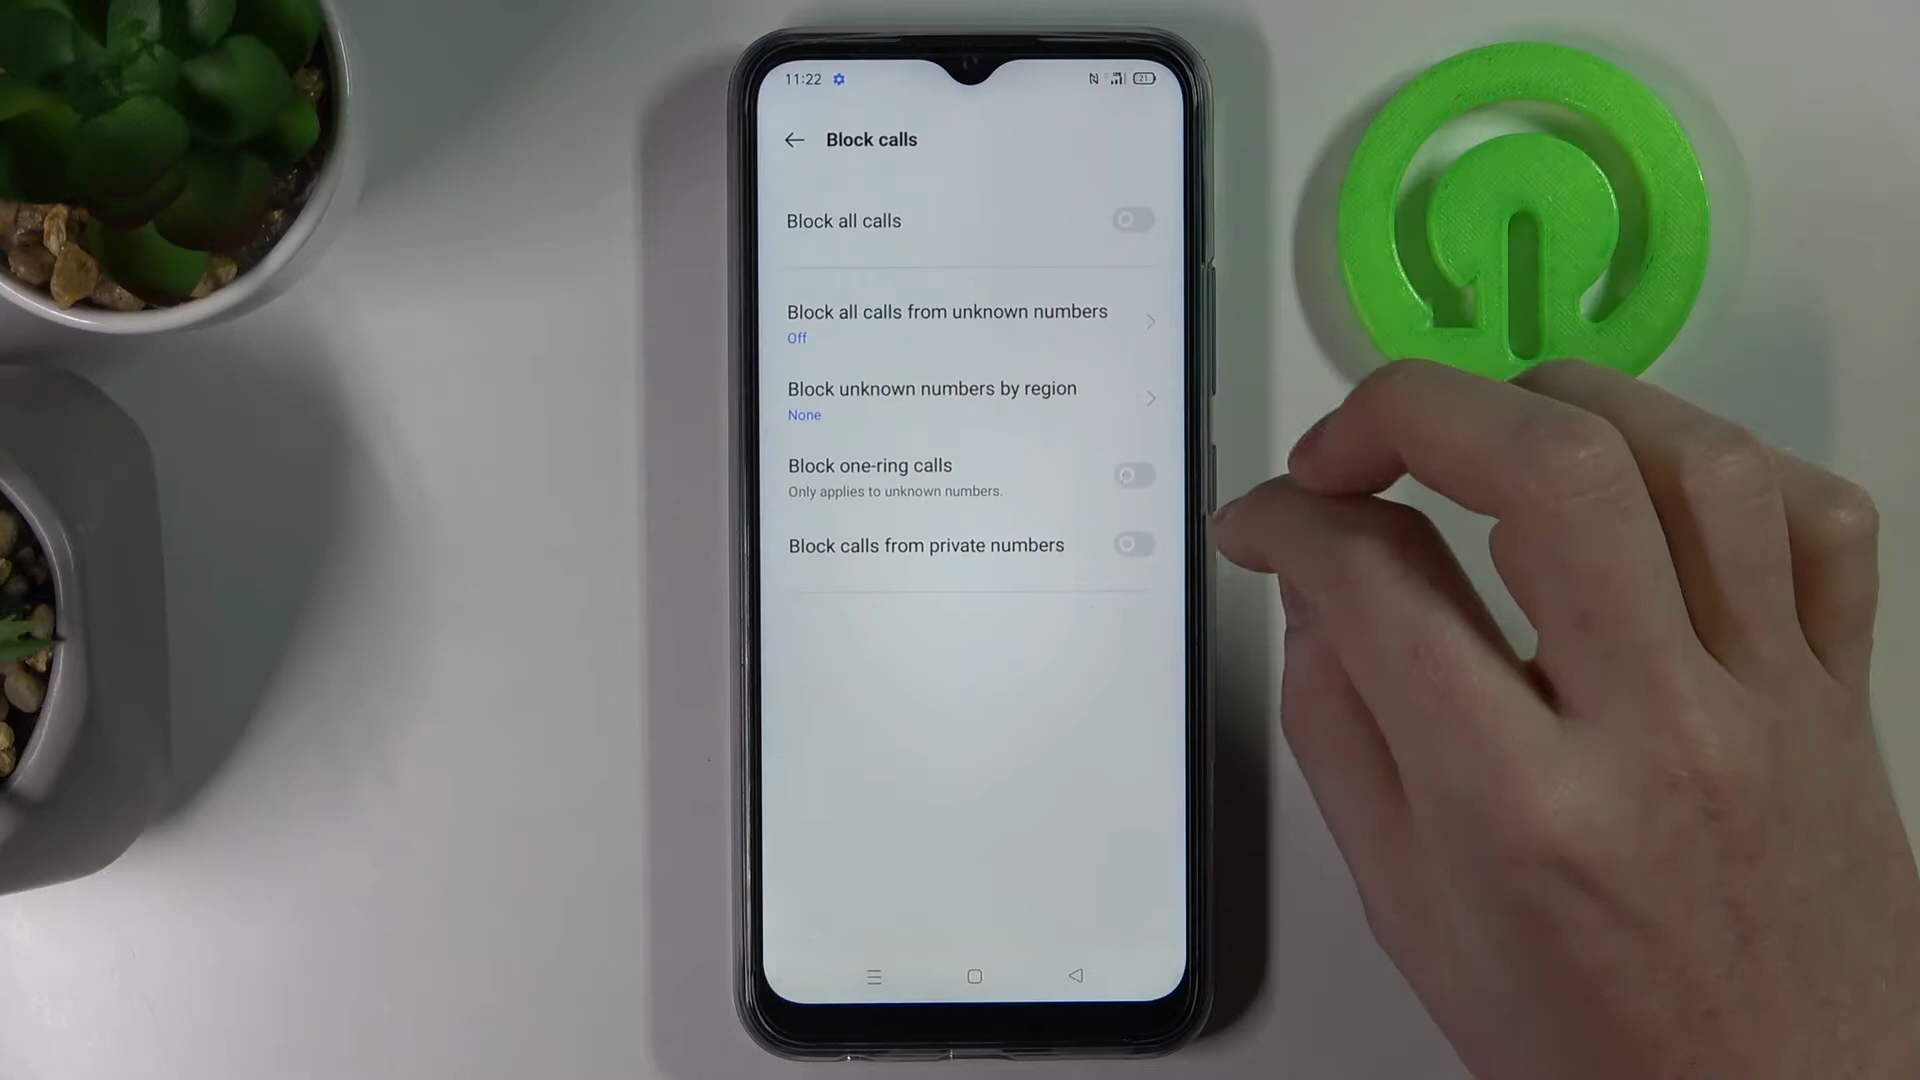 11:22
21
Block calls
Block all calls
Block all calls from unknown numbers
Off
Block unknown numbers by region
None
Block one-ring calls
Only applies to unknown numbers.
Block calls from private numbers